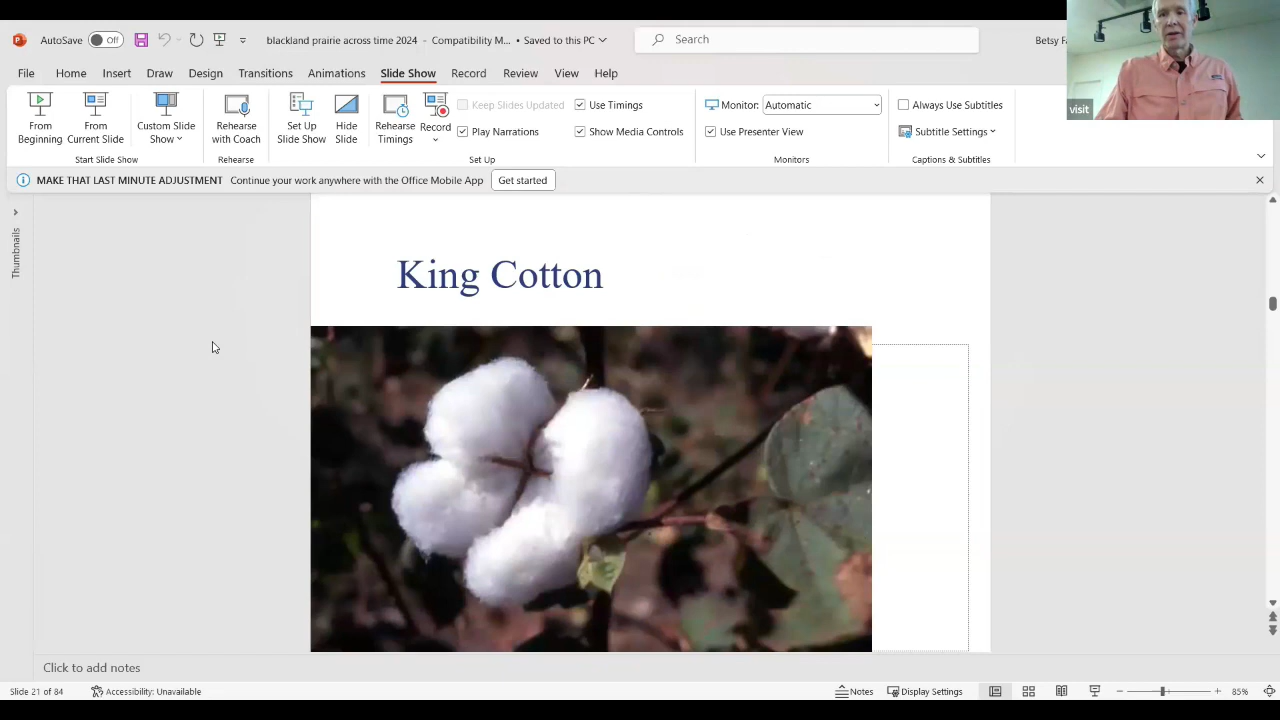 AutoSave Off blackland prairie across time 2024 - Compatibility M... • Saved to this PC Search Betsy
File Home Insert Draw Design Transitions Animations Slide Show Record Review View Help
visit
From Beginning
From Current Slide
Custom Slide Show
Rehearse with Coach
Set Up Slide Show
Hide Slide
Rehearse Timings
Record
Keep Slides Updated
Play Narrations
Use Timings
Show Media Controls
Monitor: Automatic
Use Presenter View
Always Use Subtitles
Subtitle Settings
Start Slide Show Rehearse Set Up Monitors Captions & Subtitles
MAKE THAT LAST MINUTE ADJUSTMENT Continue your work anywhere with the Office Mobile App Get started
Thumbnails
King Cotton
Click to add notes
Slide 21 of 84 Accessibility: Unavailable Notes Display Settings 85%